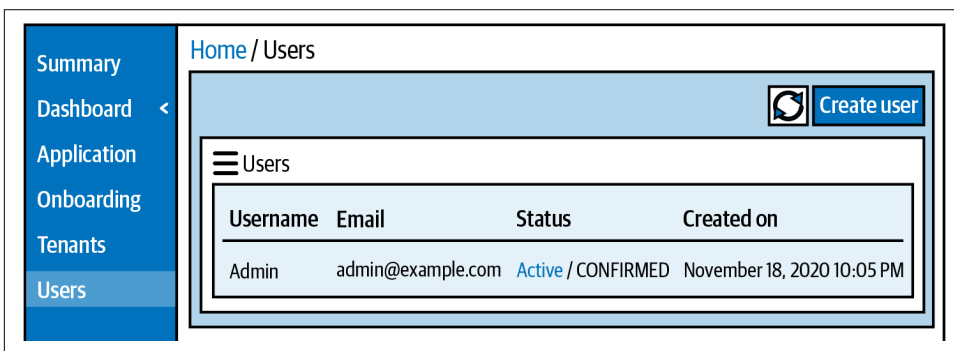 Summary
Dashboard <
Application
Onboarding
Tenants
Users
Home / Users
Create user
Users
Username Email Status Created on
Admin admin@example.com Active / CONFIRMED November 18, 2020 10:05 PM